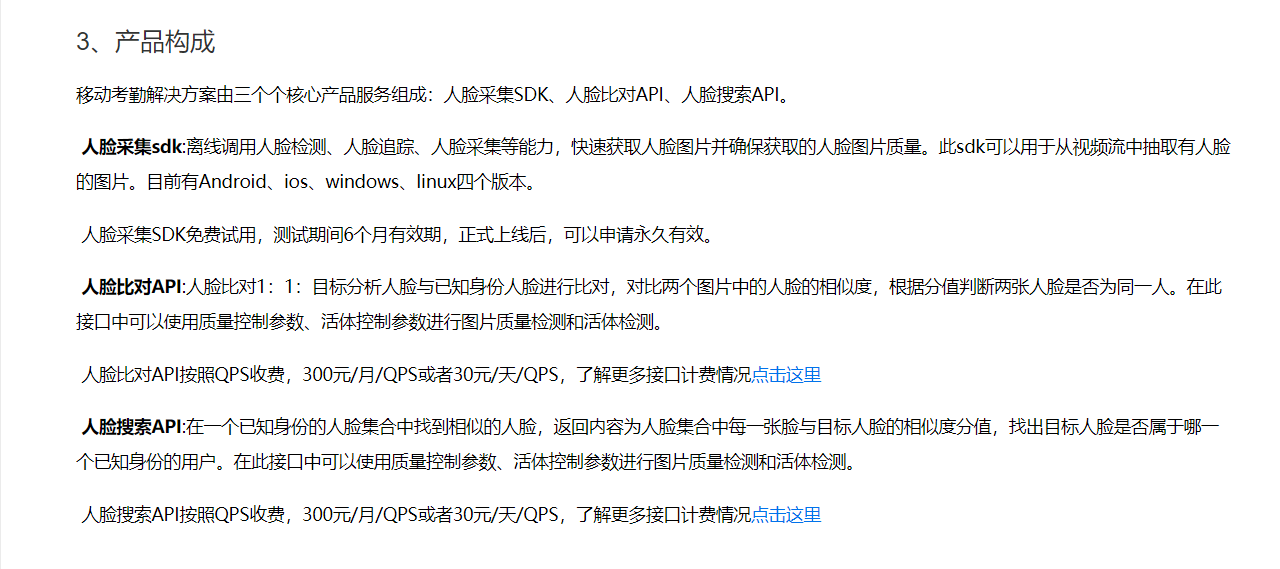 3、产品构成
移动考勤解决方案由三个个核心产品服务组成：人脸采集SDK、人脸比对API、人脸搜索API。
人脸采集sdk:离线调用人脸检测、人脸追踪、人脸采集等能力，快速获取人脸图片并确保获取的人脸图片质量。此sdk可以用于从视频流中抽取有人脸
的图片。目前有Android、ios、windows、linux四个版本。
人脸采集SDK免费试用，测试期间6个月有效期，正式上线后，可以申请永久有效。
人脸比对API:人脸比对1：1：目标分析人脸与已知身份人脸进行比对，对比两个图片中的人脸的相似度，根据分值判断两张人脸是否为同一人。在此
接口中可以使用质量控制参数、活体控制参数进行图片质量检测和活体检测。
人脸比对API按照QPS收费，300元/月/QPS或者30元/天/QPS，了解更多接口计费情况点击这里
人脸搜索API:在一个已知身份的人脸集合中找到相似的人脸，返回内容为人脸集合中每一张脸与目标人脸的相似度分值，找出目标人脸是否属于哪一
个已知身份的用户。在此接口中可以使用质量控制参数、活体控制参数进行图片质量检测和活体检测。
人脸搜索API按照QPS收费，300元/月/QPS或者30元/天/QPS，了解更多接口计费情况点击这里